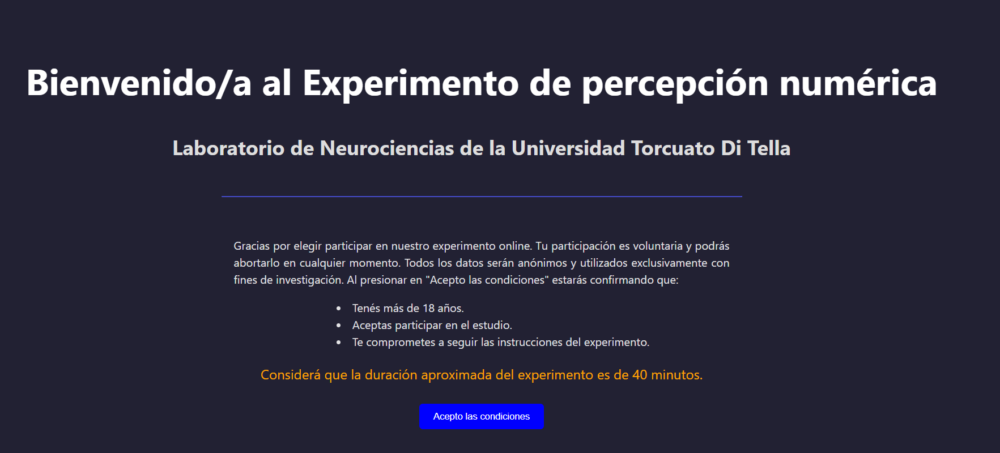 Bienvenido/a al Experimento de percepción numérica
Laboratorio de Neurociencias de la Universidad Torcuato Di Tella
Gracias por elegir participar en nuestro experimento online. Tu participación es voluntaria y podrás
abortarlo en cualquier momento. Todos los datos serán anónimos y utilizados exclusivamente con
fines de investigación. Al presionar en "Acepto las condiciones" estarás confirmando que:
• Tenés más de 18 años.
• Aceptas participar en el estudio.
• Te comprometes a seguir las instrucciones del experimento.
Considerá que la duración aproximada del experimento es de 40 minutos.
Acepto las condiciones